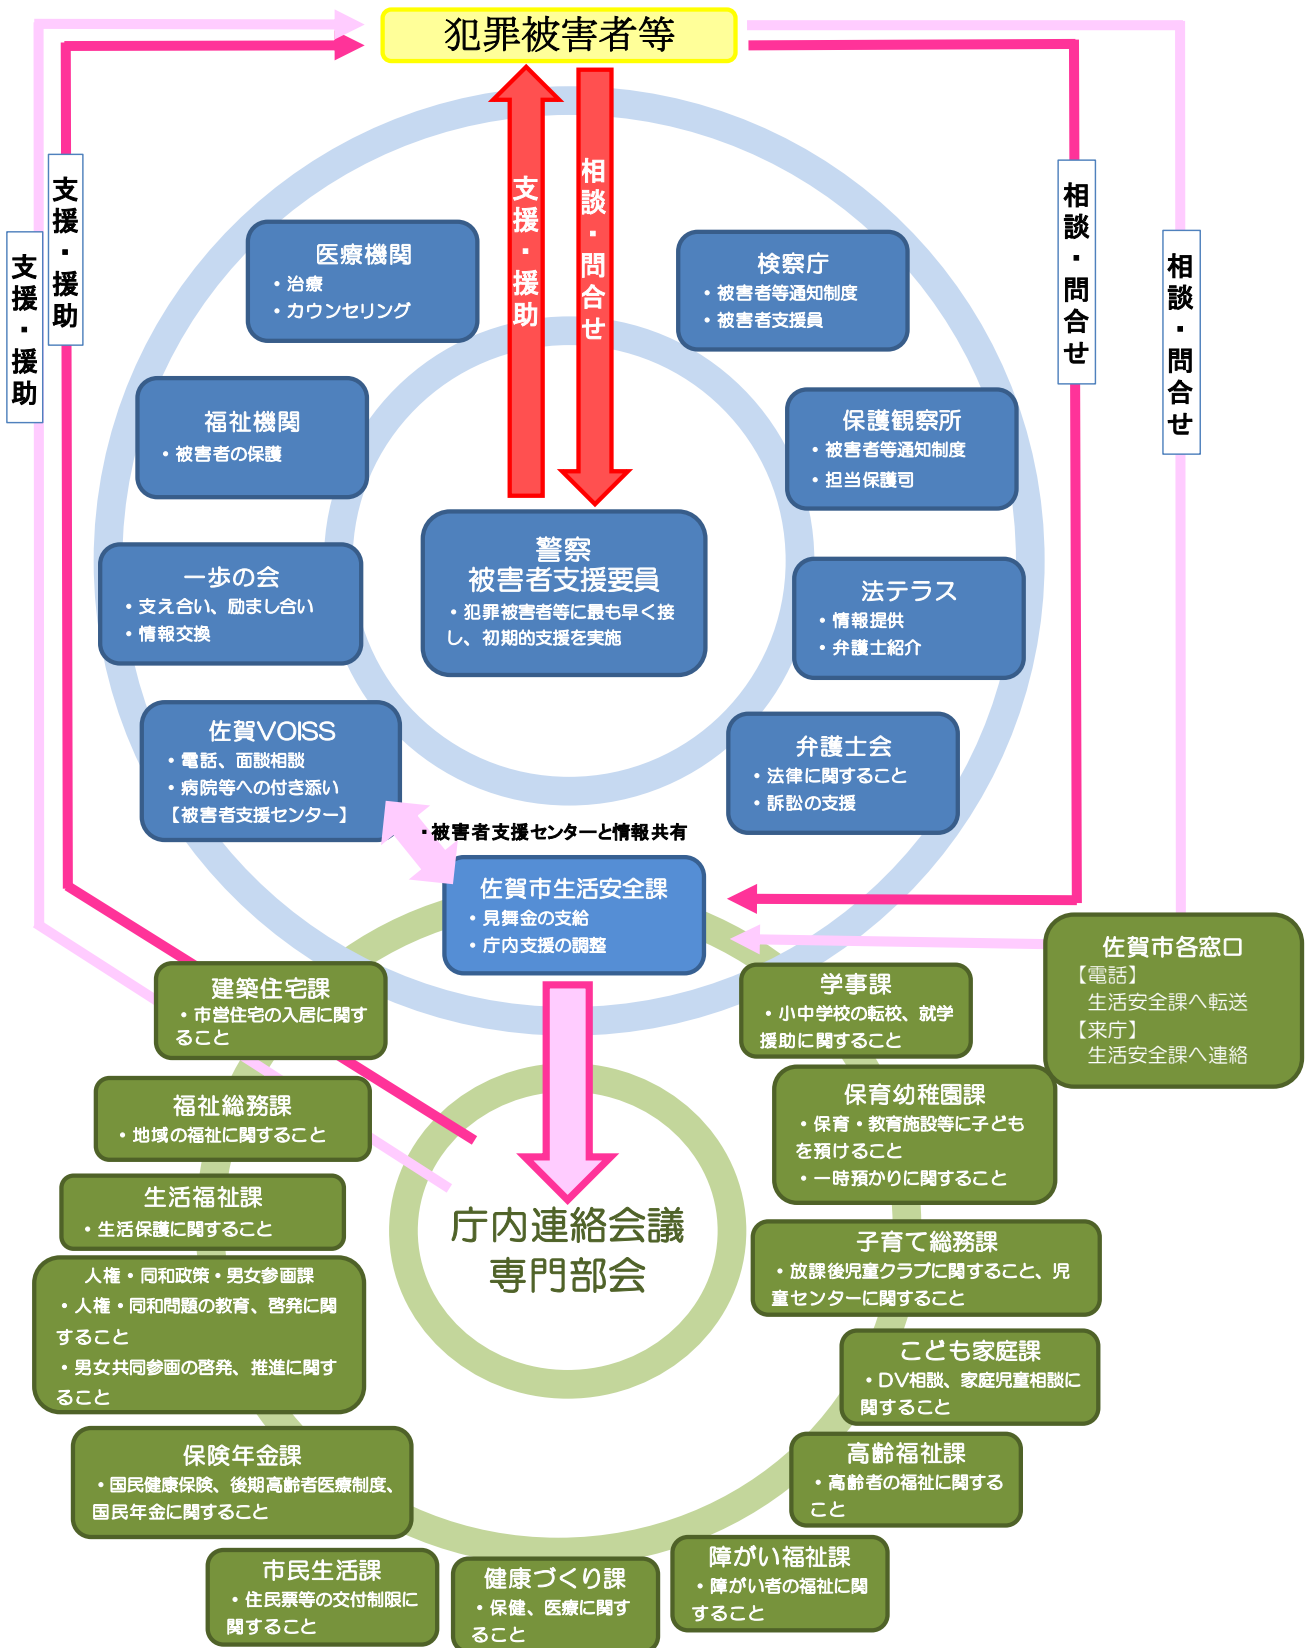 犯罪被害者等
支援・援助
支援・援助
支援・援助
相談・問合せ
相談・問合せ
相談・問合せ
医療機関
・治療
・カウンセリング
検察庁
・被害者等通知制度
・被害者支援員
福祉機関
・被害者の保護
保護観察所
・被害者等通知制度
・担当保護司
警察
被害者支援要員
・犯罪被害者等に最も早く接
し、初期的支援を実施
一歩の会
・支え合い、励まし合い
・情報交換
法テラス
・情報提供
・弁護士紹介
佐賀VOISS
・電話、面談相談
・病院等への付き添い
【被害者支援センター】
弁護士会
・法律に関すること
・訴訟の支援
・被害者支援センターと情報共有
佐賀市生活安全課
・見舞金の支給
・庁内支援の調整
佐賀市各窓口
【電話】
生活安全課へ転送
【来庁】
生活安全課へ連絡
建築住宅課
・市営住宅の入居に関す
ること
学事課
・小中学校の転校、就学
援助に関すること
福祉総務課
・地域の福祉に関すること
保育幼稚園課
・保育・教育施設等に子ども
を預けること
・一時預かりに関すること
生活福祉課
・生活保護に関すること
庁内連絡会議
専門部会
子育て総務課
・放課後児童クラブに関すること、児
童センターに関すること
人権・同和政策・男女参画課
・人権・同和問題の教育、啓発に関
すること
・男女共同参画の啓発、推進に関す
ること
こども家庭課
・DV相談、家庭児童相談に
関すること
保険年金課
・国民健康保険、後期高齢者医療制度、
国民年金に関すること
高齢福祉課
・高齢者の福祉に関する
こと
市民生活課
・住民票等の交付制限に
関すること
健康づくり課
・保健、医療に関す
ること
障がい福祉課
・障がい者の福祉に関
すること